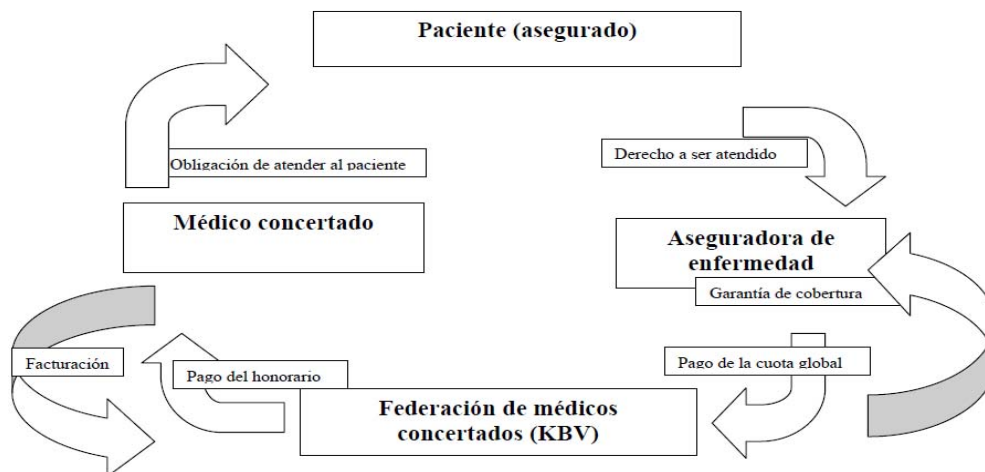 Paciente (asegurado)
Obligación de atender al paciente
Derecho a ser atendido
Médico concertado
Aseguradora de
enfermedad
Garantía de cobertura
Facturación
Pago del honorario
Pago de la cuota global
Federación de médicos
concertados (KBV)